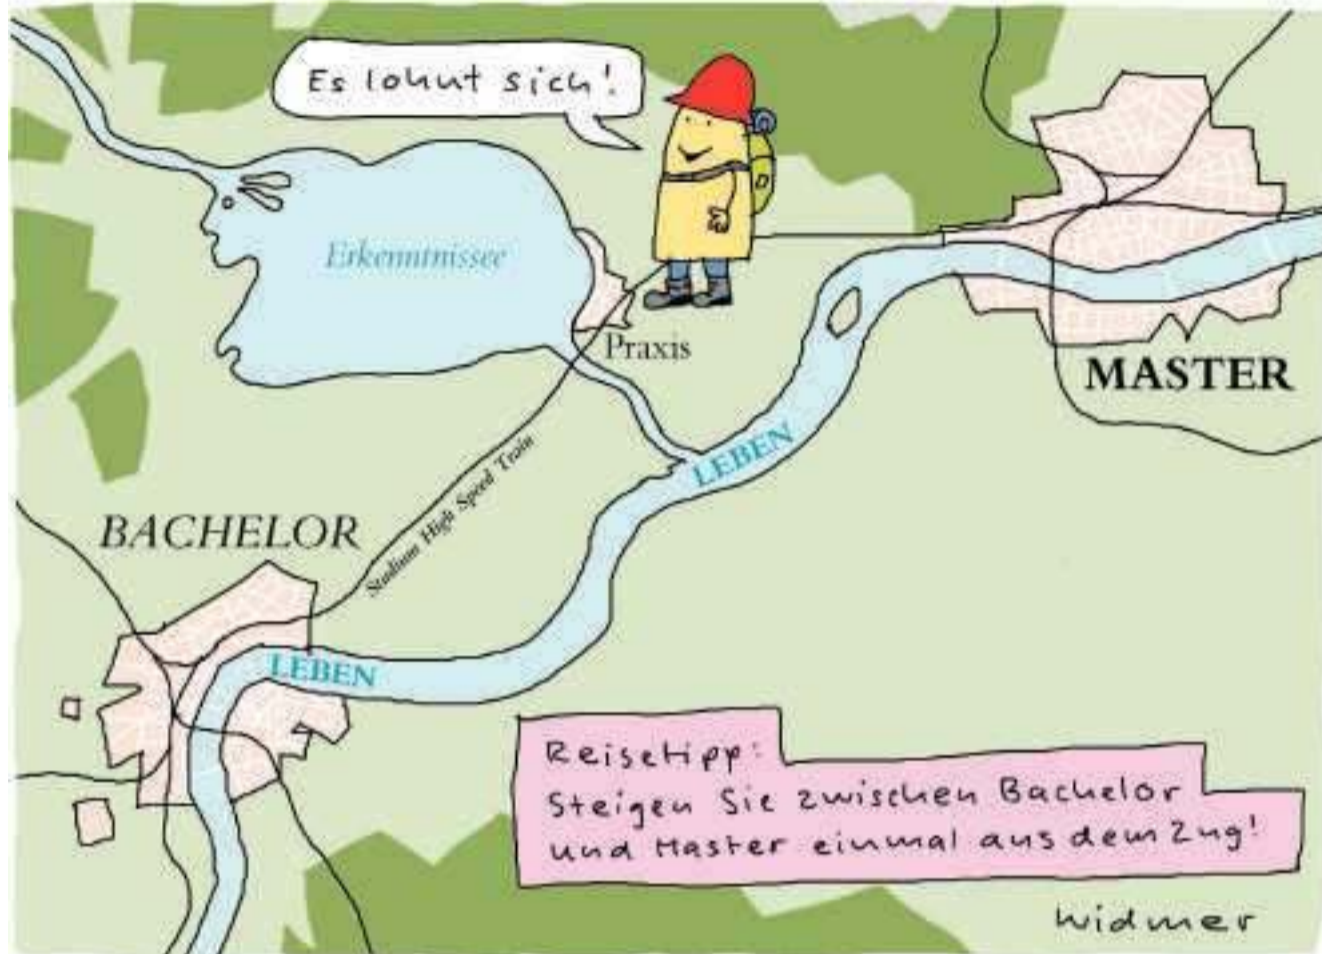 Es lohnt sich!
Erkenntnissee
D
Praxis
MASTER
LEBEN
Studium High Speed Train
BACHELOR
LEBEN
Reisetipp:
Steigen Sie zwischen Bachelor
und Master einmal aus dem Zug!
Widmer